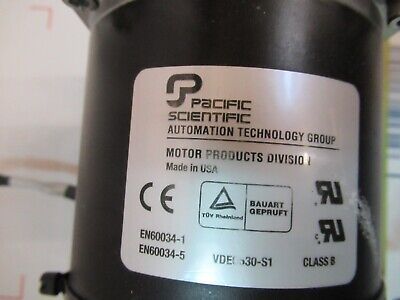 PACIFIC
SCIENTIFIC
AUTOMATION TECHNOLOGY GROUP
MOTOR PRODUCTS DIVISION
Made in USA
CE
TÜV Rheinland
BAUART
GEPRÜFT
EN60034-1
EN60034-5
CLASS B